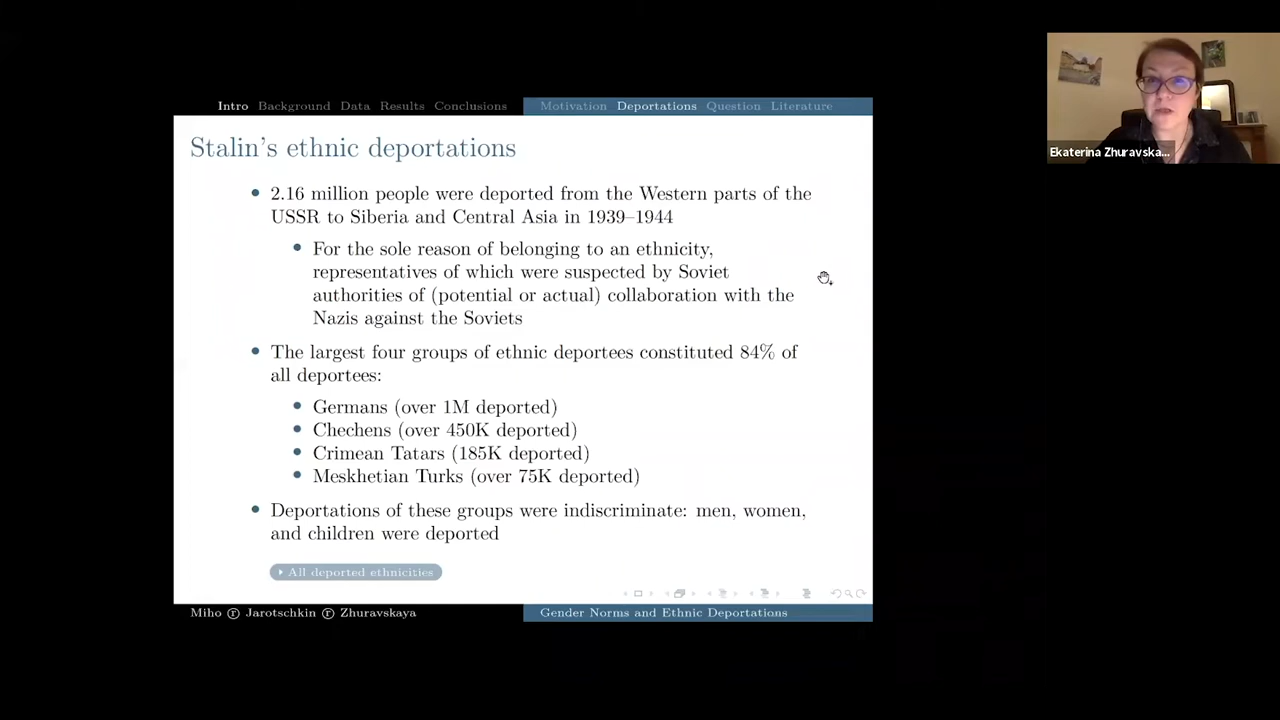 Intro Background Data Results Conclusions
Motivation Deportations Question Literature
Stalin's ethnic deportations
2.16 million people were deported from the Western parts of the
USSR to Siberia and Central Asia in 1939–1944
For the sole reason of belonging to an ethnicity,
representatives of which were suspected by Soviet
authorities of (potential or actual) collaboration with the
Nazis against the Soviets
The largest four groups of ethnic deportees constituted 84% of
all deportees:
Germans (over 1M deported)
Chechens (over 450K deported)
Crimean Tatars (185K deported)
Meskhetian Turks (over 75K deported)
Deportations of these groups were indiscriminate: men, women,
and children were deported
All deported ethnicities
Miho ⓡ Jarotschkin ⓡ Zhuravskaya
Gender Norms and Ethnic Deportations
Ekaterina Zhuravska...